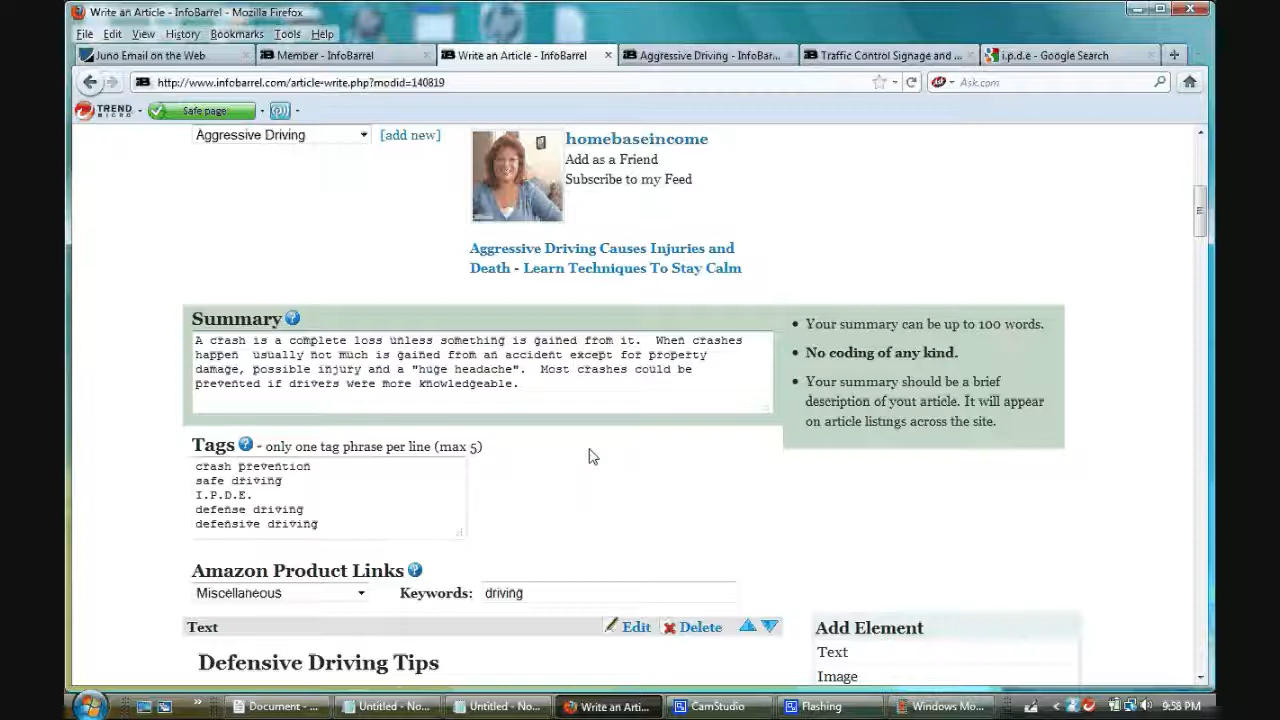 Write an Article - InfoBarrel - Mozilla Firefox
File Edit View History Bookmarks Tools Help
Juno Email on the Web
Member - InfoBarrel
Write an Article - InfoBarrel
Aggressive Driving - InfoBar...
Traffic Control Signage and ...
i.p.d.e - Google Search
http://www.infobarrel.com/article-write.php?modid=140819
Ask.com
TREND MICRO
Safe page
Aggressive Driving [add new]
homebaseincome
Add as a Friend
Subscribe to my Feed
Aggressive Driving Causes Injuries and
Death - Learn Techniques To Stay Calm
Summary ?
A crash is a complete loss unless something is gained from it. When crashes
happen usually not much is gained from an accident except for property
damage, possible injury and a "huge headache". Most crashes could be
prevented if drivers were more knowledgeable.
Your summary can be up to 100 words.
No coding of any kind.
Your summary should be a brief
description of yout article. It will appear
on article listings across the site.
Tags ? - only one tag phrase per line (max 5)
crash prevention
safe driving
I.P.D.E.
defense driving
defensive driving
Amazon Product Links ?
Miscellaneous Keywords: driving
Text Edit Delete
Defensive Driving Tips
Add Element
Text
Image
Document - ...
Untitled - No...
Untitled - No...
Write an Arti...
CamStudio
Flashing
Windows Mo...
9:58 PM